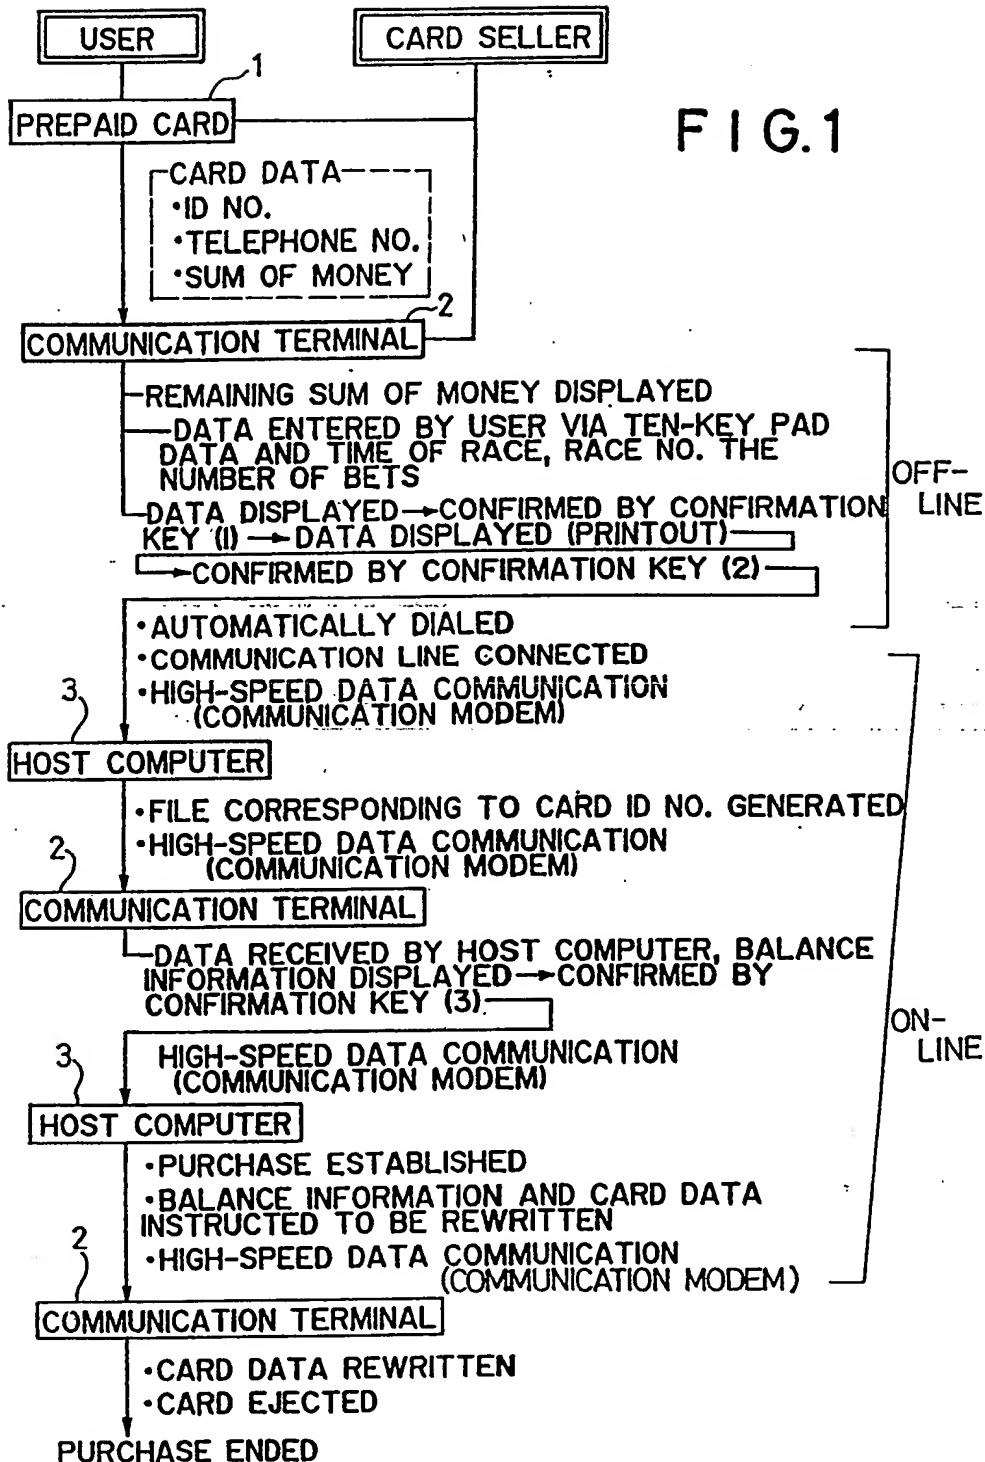 USER
CARD SELLER
1
PREPAID CARD
FIG.1
CARD DATA
•ID NO.
•TELEPHONE NO.
•SUM OF MONEY
2
COMMUNICATION TERMINAL
REMAINING SUM OF MONEY DISPLAYED
DATA ENTERED BY USER VIA TEN-KEY PAD
DATA AND TIME OF RACE, RACE NO. THE
NUMBER OF BETS
OFF-
LINE
DATA DISPLAYED→CONFIRMED BY CONFIRMATION
KEY (1)→DATA DISPLAYED (PRINTOUT)
→CONFIRMED BY CONFIRMATION KEY (2)
•AUTOMATICALLY DIALED
•COMMUNICATION LINE CONNECTED
•HIGH-SPEED DATA COMMUNICATION
(COMMUNICATION MODEM)
3
HOST COMPUTER
•FILE CORRESPONDING TO CARD ID NO. GENERATED
•HIGH-SPEED DATA COMMUNICATION
(COMMUNICATION MODEM)
2
COMMUNICATION TERMINAL
DATA RECEIVED BY HOST COMPUTER, BALANCE
INFORMATION DISPLAYED→CONFIRMED BY
CONFIRMATION KEY (3)
ON-
LINE
HIGH-SPEED DATA COMMUNICATION
(COMMUNICATION MODEM)
3
HOST COMPUTER
•PURCHASE ESTABLISHED
•BALANCE INFORMATION AND CARD DATA
INSTRUCTED TO BE REWRITTEN
•HIGH-SPEED DATA COMMUNICATION
(COMMUNICATION MODEM)
2
COMMUNICATION TERMINAL
•CARD DATA REWRITTEN
•CARD EJECTED
PURCHASE ENDED